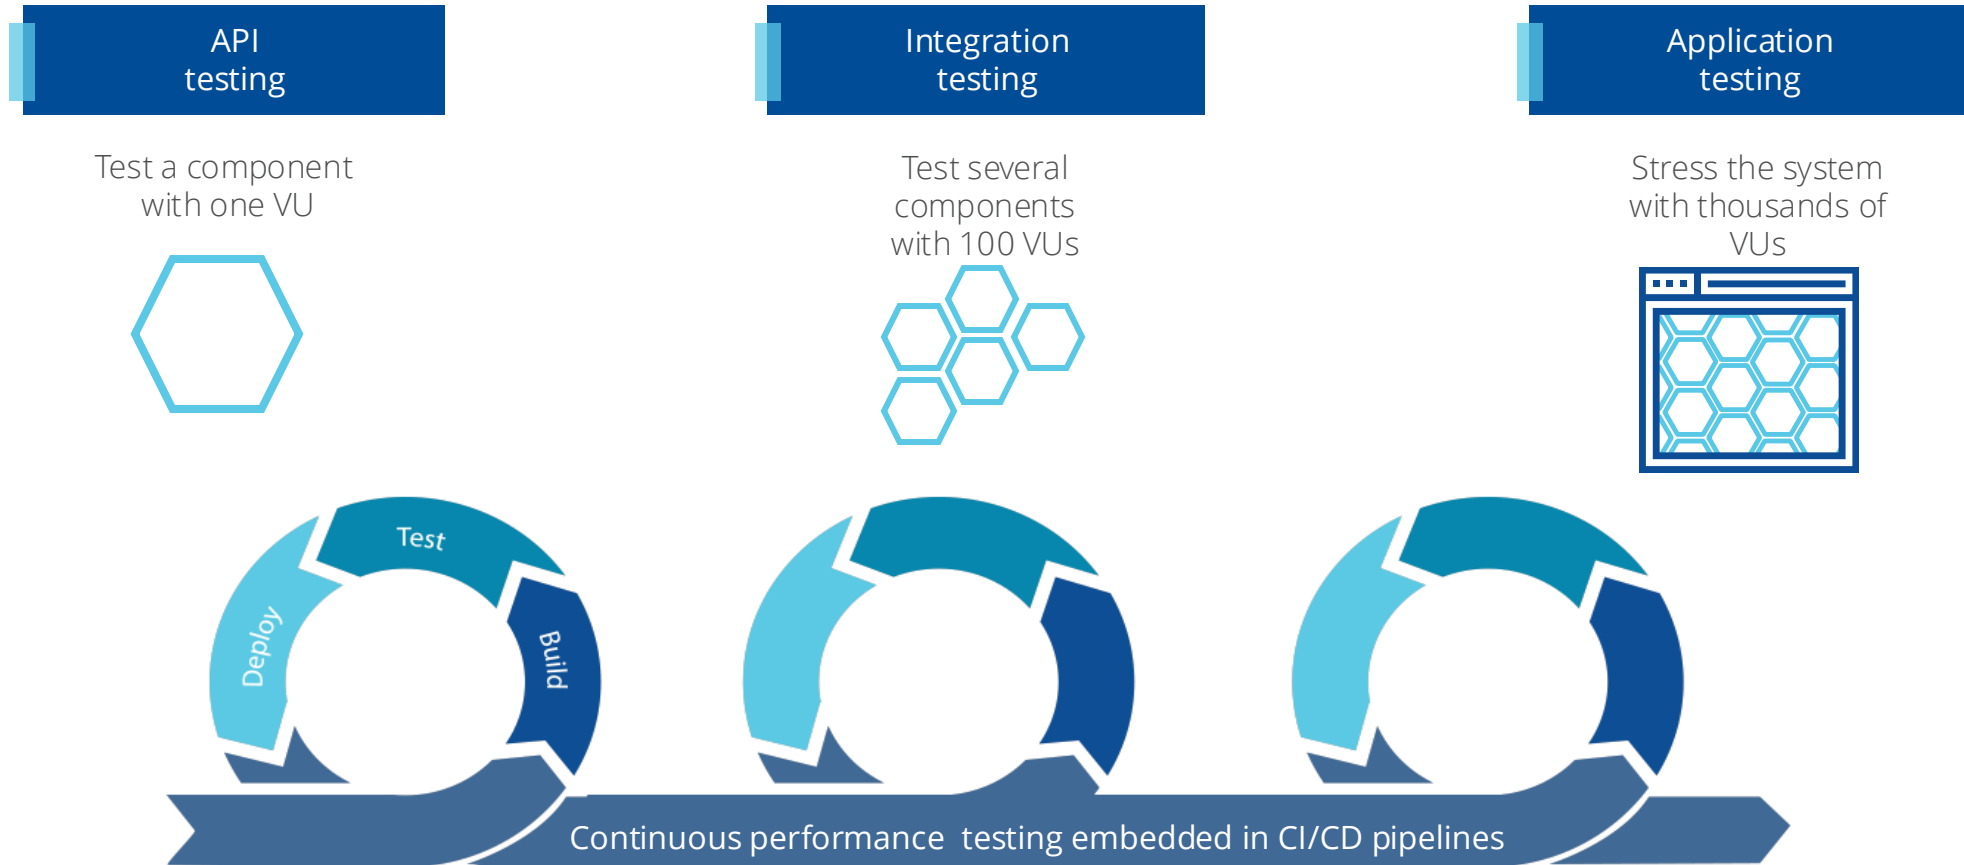 API
testing
Integration
testing
Application
testing
Test a component
with one VU
Test several
components
with 100 VUs
Stress the system
with thousands of
VUs
Test
Deploy
Build
Continuous performance testing embedded in CI/CD pipelines